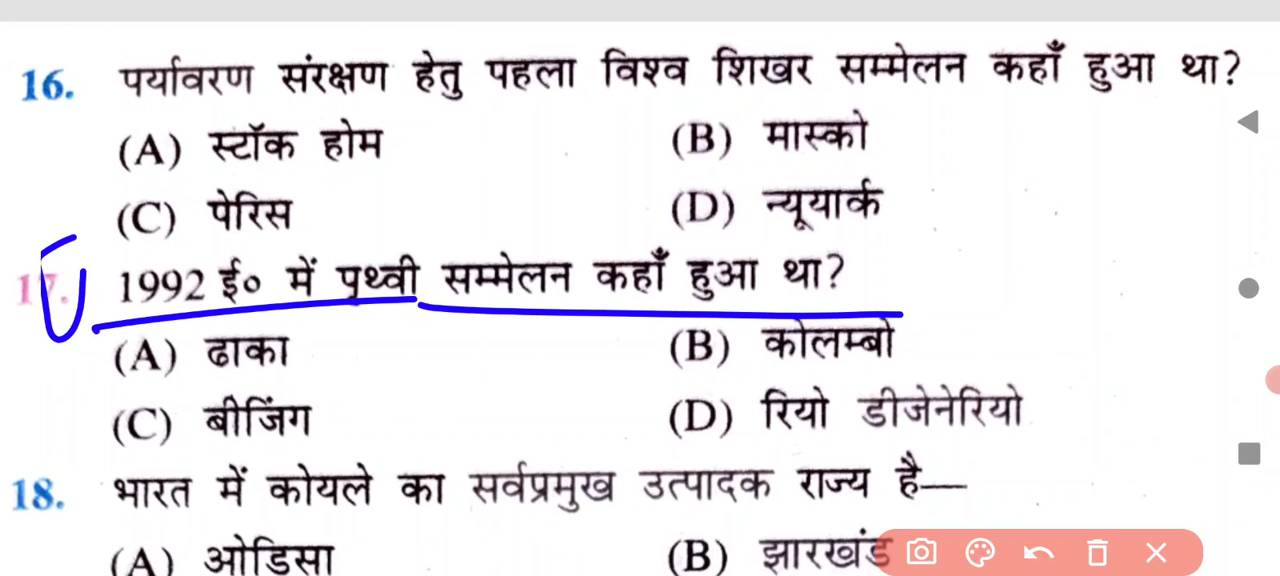 16. पर्यावरण संरक्षण हेतु पहला विश्व शिखर सम्मेलन कहाँ हुआ था?
(A) स्टॉक होम (B) मास्को
(C) पेरिस (D) न्यूयार्क
17. 1992 ई० में पृथ्वी सम्मेलन कहाँ हुआ था?
(A) ढाका (B) कोलम्बो
(C) बीजिंग (D) रियो डीजेनेरियो
18. भारत में कोयले का सर्वप्रमुख उत्पादक राज्य है—
(A) ओडिसा (B) झारखंड